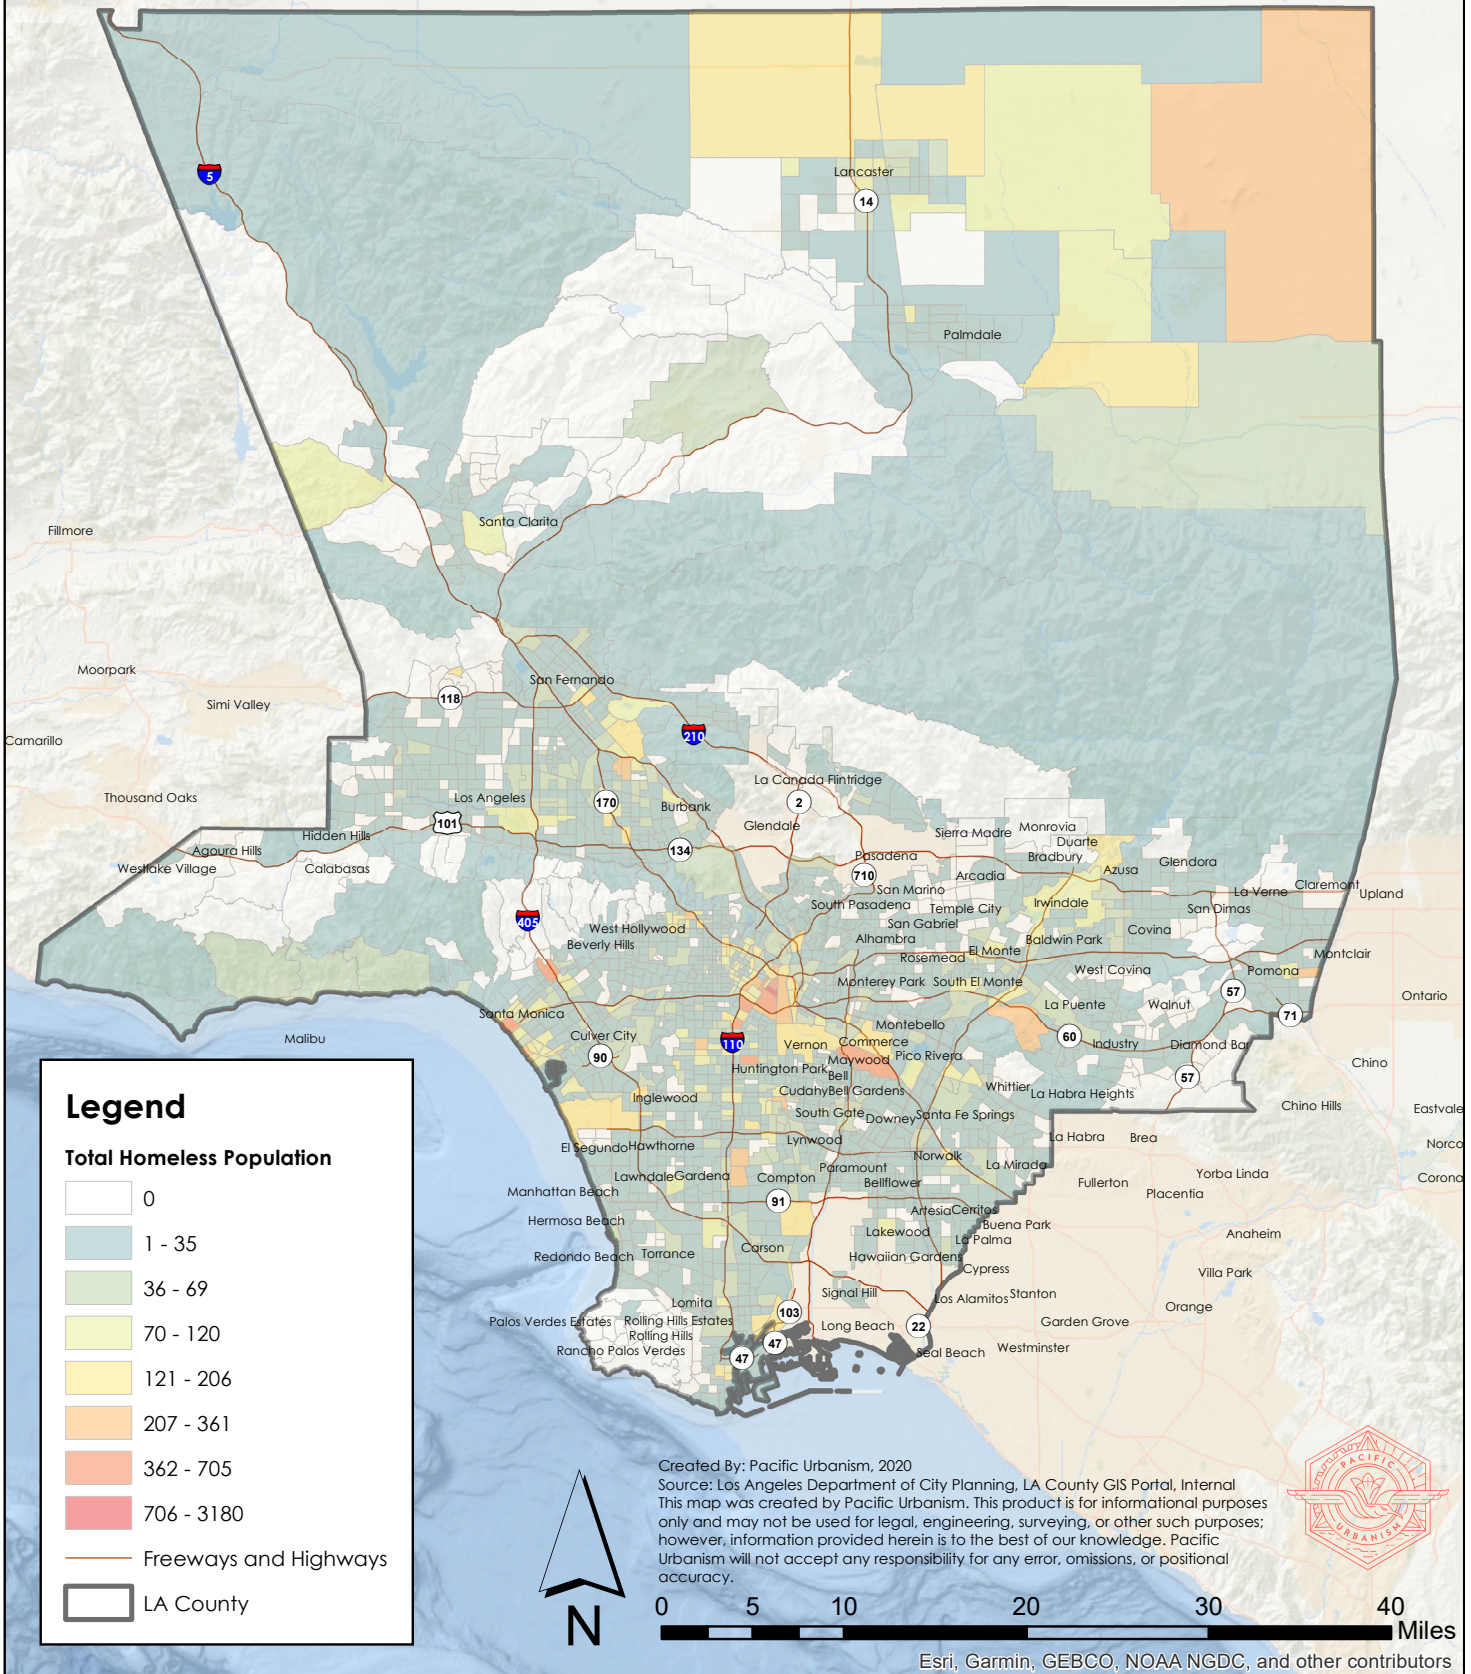 5
Lancaster
14
Palmdale
Santa Clarita
Fillmore
Moorpark
Simi Valley
Camarillo
Thousand Oaks
San Fernando
118
210
La Canada Flintridge
Los Angeles
170
Burbank
2
101
Glendale
Hidden Hills
Agoura Hills
134
Westlake Village
Calabasas
Sierra Madre
Monrovia
Duarte
Bradbury
Pasadena
710
Arcadia
Azusa
Glendora
San Marino
South Pasadena
Temple City
Irwindale
La Verne
Claremont
Upland
San Dimas
405
West Hollywood
Beverly Hills
San Gabriel
Alhambra
Rosemead
El Monte
Baldwin Park
Covina
Montclair
Monterey Park
South El Monte
West Covina
Pomona
57
Ontario
La Puente
Walnut
71
Santa Monica
Malibu
Culver City
90
110
Vernon
Montebello
Commerce
Maywood
Pico Rivera
60
Industry
Diamond Bar
57
Chino
Huntington Park
Bell
Cudahy
Bell Gardens
Whittier
La Habra Heights
Chino Hills
Eastvale
Inglewood
South Gate
Downey
Santa Fe Springs
El Segundo
Hawthorne
Lynwood
La Habra
Brea
Norco
Norwalk
La Mirada
Lawndale
Gardena
Compton
Paramount
Bellflower
Fullerton
Yorba Linda
Placentia
Corona
Manhattan Beach
91
Hermosa Beach
Artesia
Cerritos
Buena Park
La Palma
Lakewood
Anaheim
Redondo Beach
Torrance
Carson
Hawaiian Gardens
Cypress
Villa Park
Signal Hill
Los Alamitos
Stanton
Orange
Lomita
103
Palos Verdes Estates
Rolling Hills Estates
Rolling Hills
Long Beach
22
Garden Grove
47
Rancho Palos Verdes
47
Seal Beach
Westminster
Legend
Total Homeless Population
0
1 - 35
36 - 69
70 - 120
121 - 206
207 - 361
362 - 705
706 - 3180
Freeways and Highways
LA County
N
Created By: Pacific Urbanism, 2020
Source: Los Angeles Department of City Planning, LA County GIS Portal, Internal
This map was created by Pacific Urbanism. This product is for informational purposes
only and may not be used for legal, engineering, surveying, or other such purposes;
however, information provided herein is to the best of our knowledge. Pacific
Urbanism will not accept any responsibility for any error, omissions, or positional
accuracy.
PACIFIC
URBANISM
0 5 10 20 30 40
Miles
Esri, Garmin, GEBCO, NOAA NGDC, and other contributors